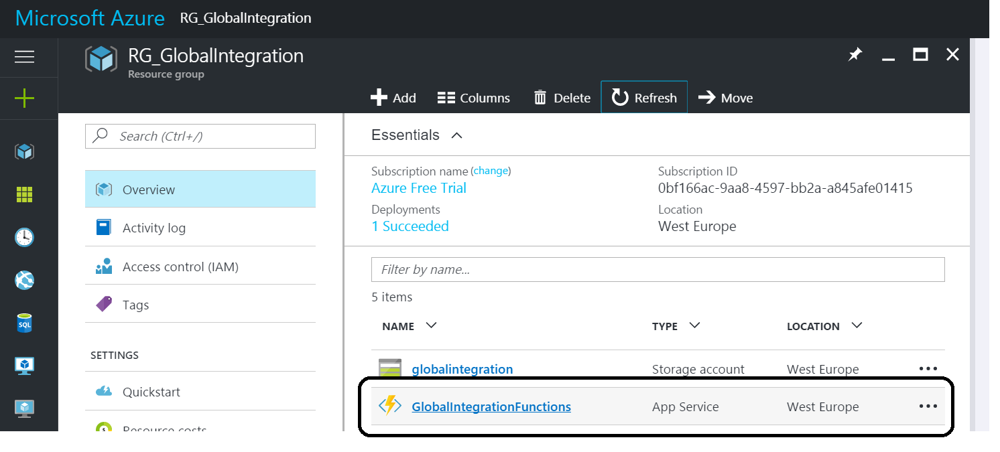 Microsoft Azure RG_GlobalIntegration
RG_GlobalIntegration
Resource group
Add Columns Delete Refresh Move
Search (Ctrl+/)
Overview
Activity log
Access control (IAM)
Tags
SETTINGS
Quickstart
Resource costs
Essentials
Subscription name (change) Subscription ID
Azure Free Trial 0bf166ac-9aa8-4597-bb2a-a845afe01415
Deployments Location
1 Succeeded West Europe
Filter by name...
5 items
NAME TYPE LOCATION
globalintegration Storage account West Europe
GlobalIntegrationFunctions App Service West Europe
SQL